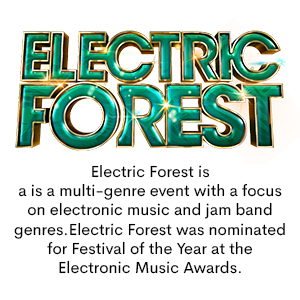 ELECTRIC
FOREST
Electric Forest is
a is a multi-genre event with a focus
on electronic music and jam band
genres.Electric Forest was nominated
for Festival of the Year at the
Electronic Music Awards.